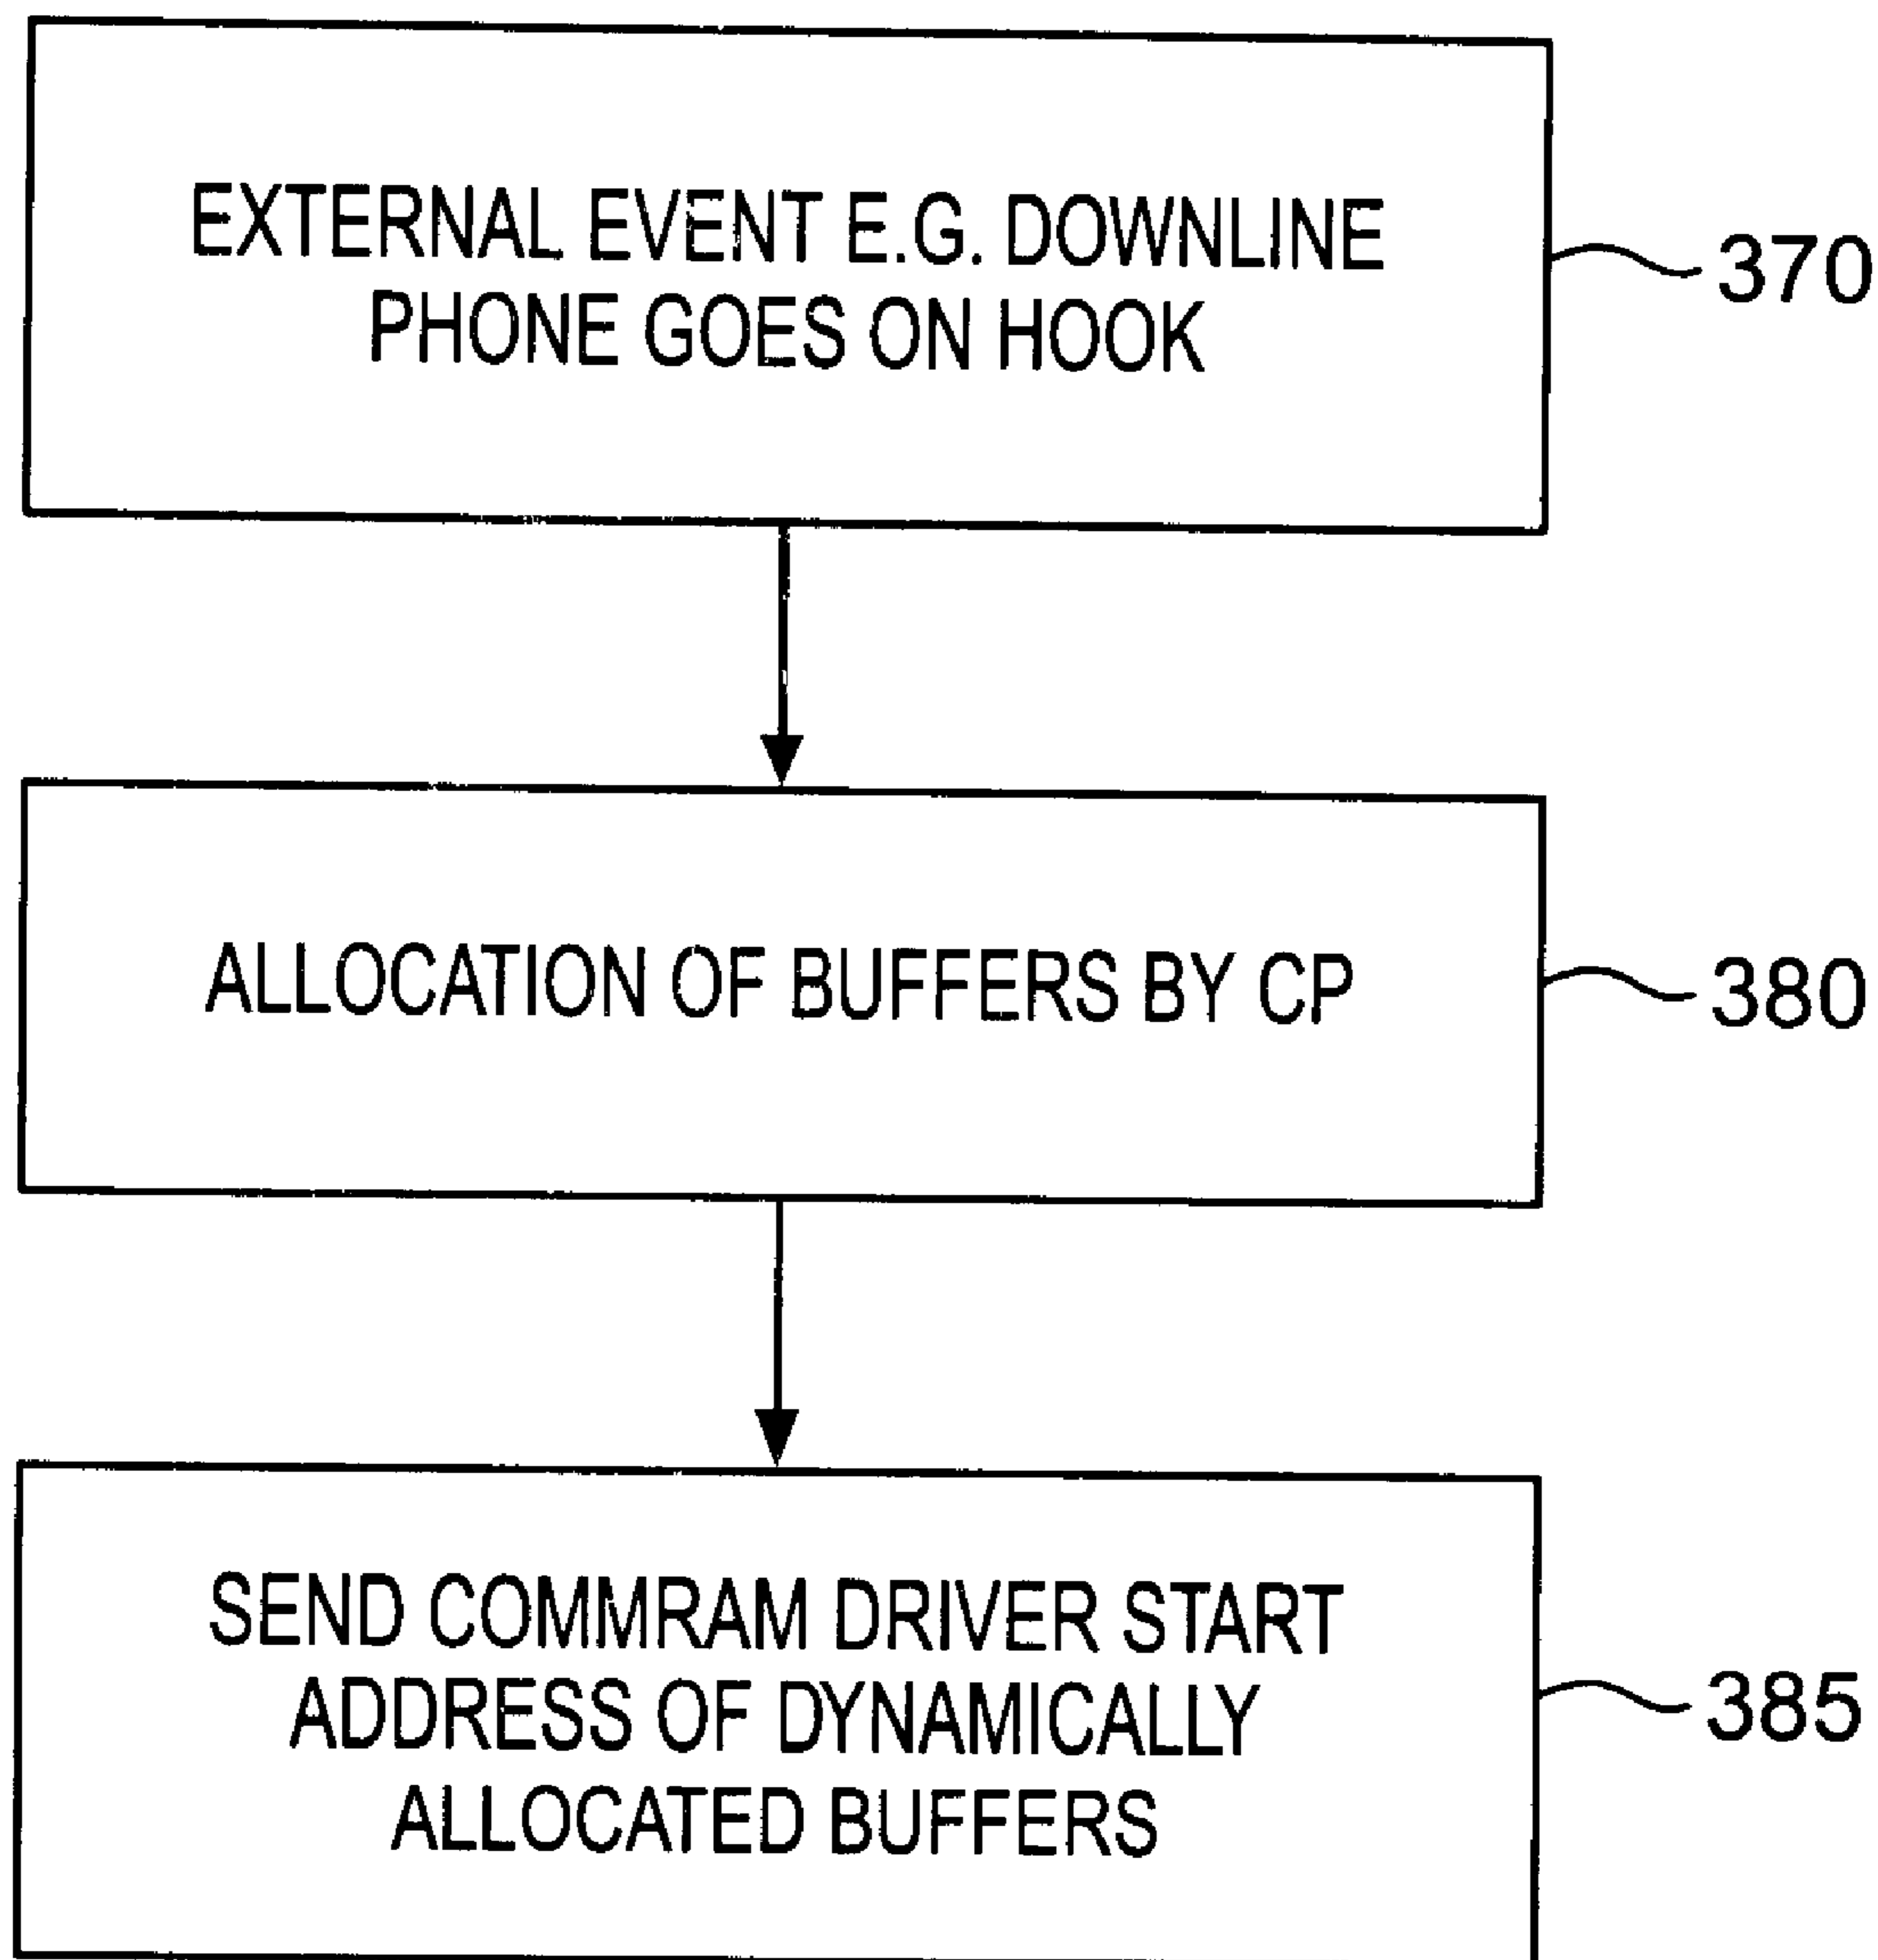 EXTERNAL EVENT E.G. DOWNLINE
PHONE GOES ON HOOK
370
ALLOCATION OF BUFFERS BY CP
380
SEND COMMRAM DRIVER START
ADDRESS OF DYNAMICALLY
ALLOCATED BUFFERS
385